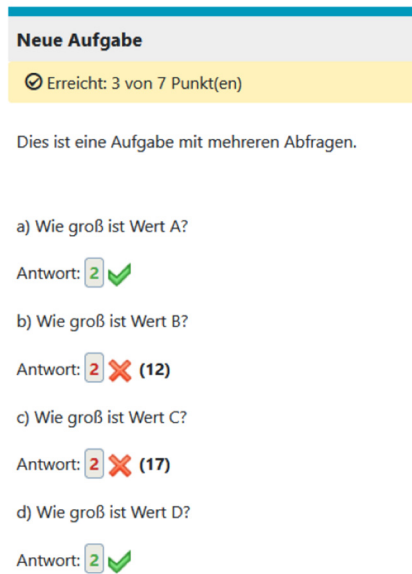 Neue Aufgabe
Erreicht: 3 von 7 Punkt(en)
Dies ist eine Aufgabe mit mehreren Abfragen.
a) Wie groß ist Wert A?
Antwort: 2
b) Wie groß ist Wert B?
Antwort: 2 (12)
c) Wie groß ist Wert C?
Antwort: 2 (17)
d) Wie groß ist Wert D?
Antwort: 2